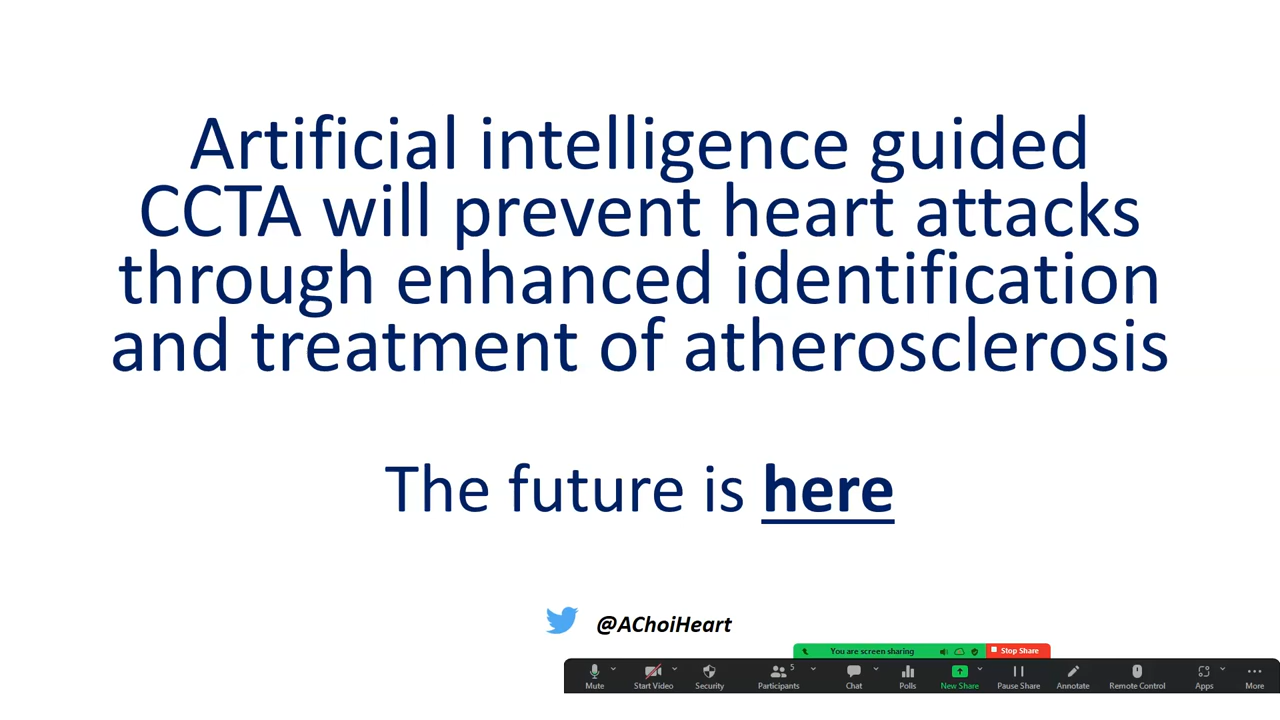 Artificial intelligence guided
CCTA will prevent heart attacks
through enhanced identification
and treatment of atherosclerosis
The future is here
@AChoiHeart
You are screen sharing
Stop Share
Mute
Start Video
Security
5
Participants
Chat
Polls
New Share
Pause Share
Annotate
Remote Control
Apps
More